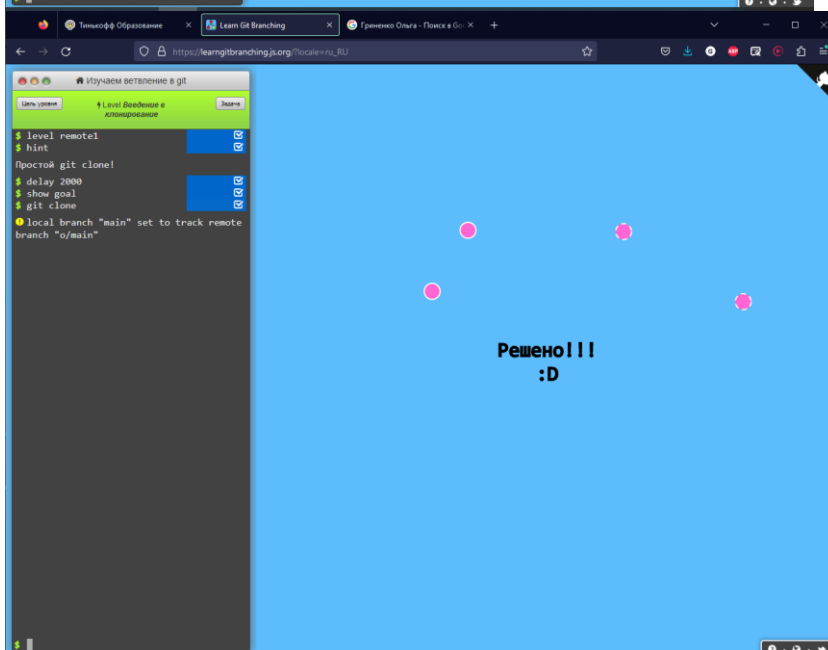 Тинькофф Образование
Learn Git Branching
Гриненко Ольга - Поиск в Goo
https://learngitbranching.js.org/?locale=ru_RU
Изучаем ветвление в git
Цель уровня
Level Введение в
клонирование
Задача
$ level remote1
$ hint
Простой git clone!
$ delay 2000
$ show goal
$ git clone
local branch "main" set to track remote
branch "o/main"
Решено!!!
:D
$